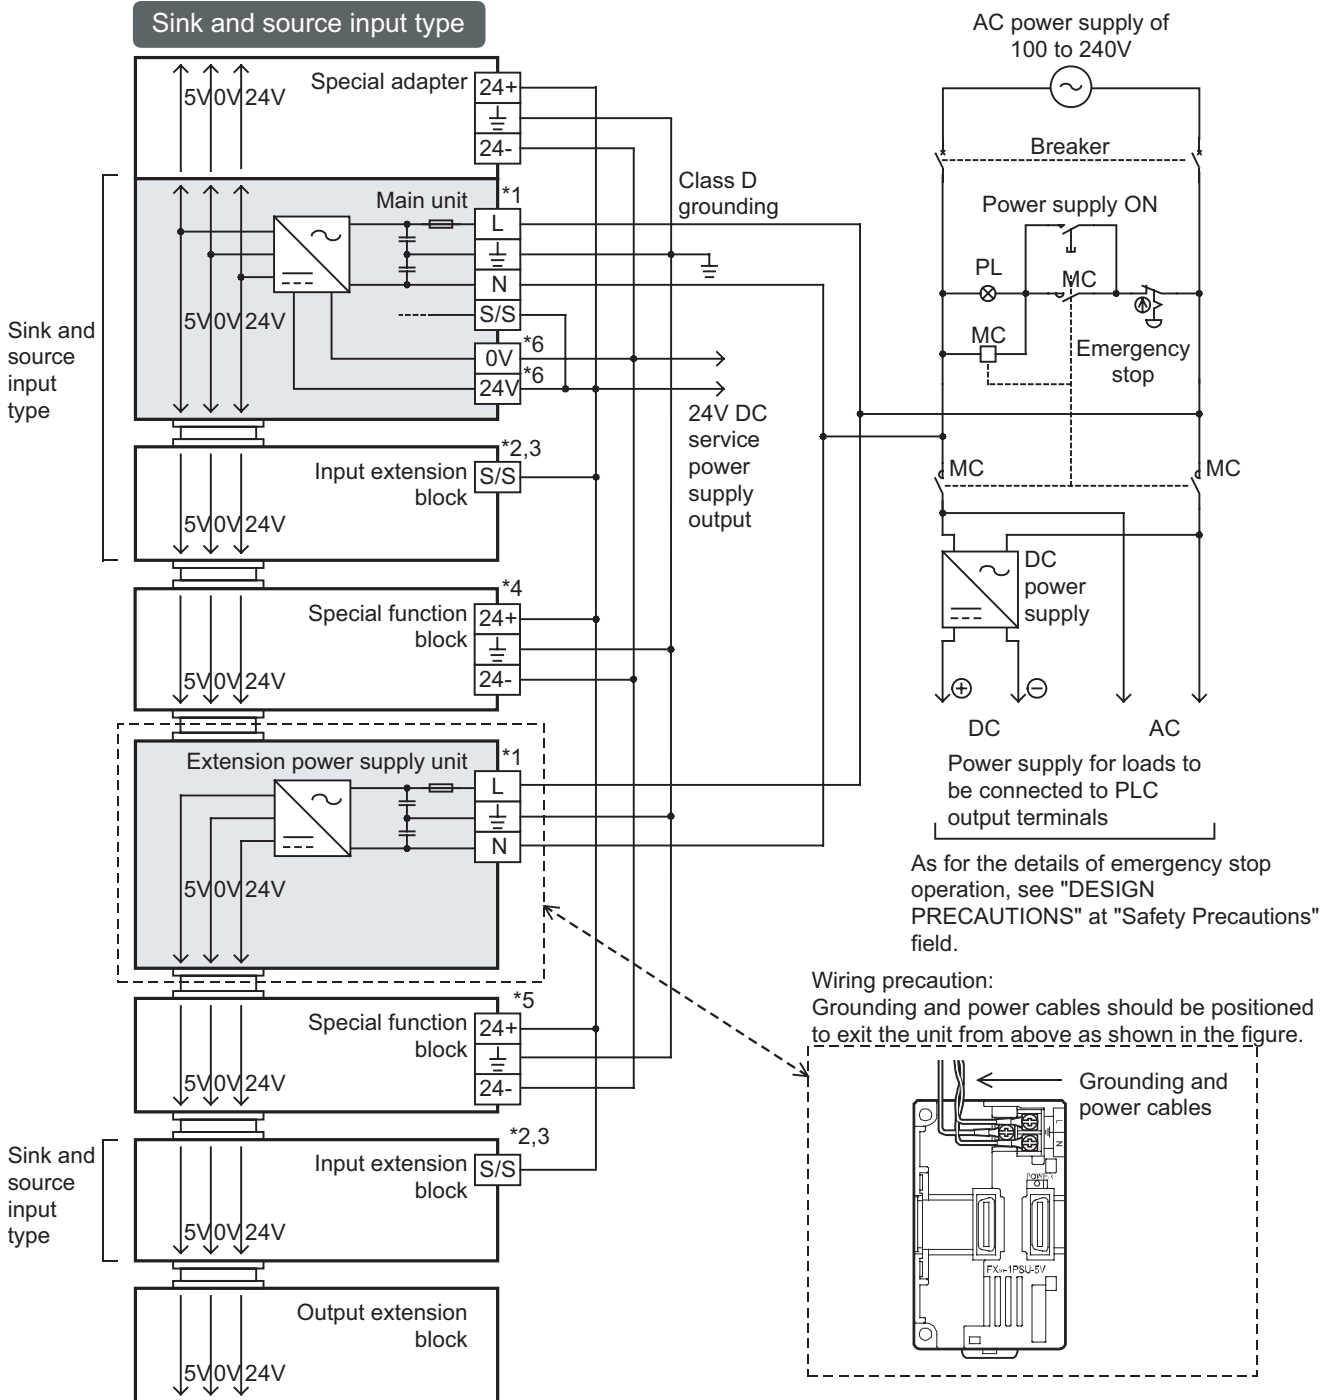 Sink and source input type
Special adapter
5V 0V 24V
24+
24-
Sink and
source
input
type
Main unit
*1
L
N
S/S
*6
0V
*6
24V
5V 0V 24V
Class D
grounding
24V DC
service
power
supply
output
Input extension
block
*2,3
S/S
5V 0V 24V
Special function
block
*4
24+
24-
5V 0V 24V
Extension power supply unit
*1
L
N
5V 0V 24V
Special function
block
*5
24+
24-
5V 0V 24V
Sink and
source
input
type
Input extension
block
*2,3
S/S
5V 0V 24V
Output extension
block
5V 0V 24V
AC power supply of
100 to 240V
Breaker
Power supply ON
PL
MC
MC
Emergency
stop
MC
MC
DC
power
supply
DC
AC
Power supply for loads to
be connected to PLC
output terminals
As for the details of emergency stop
operation, see "DESIGN
PRECAUTIONS" at "Safety Precautions"
field.
Wiring precaution:
Grounding and power cables should be positioned
to exit the unit from above as shown in the figure.
Grounding and
power cables
L
N
POWER